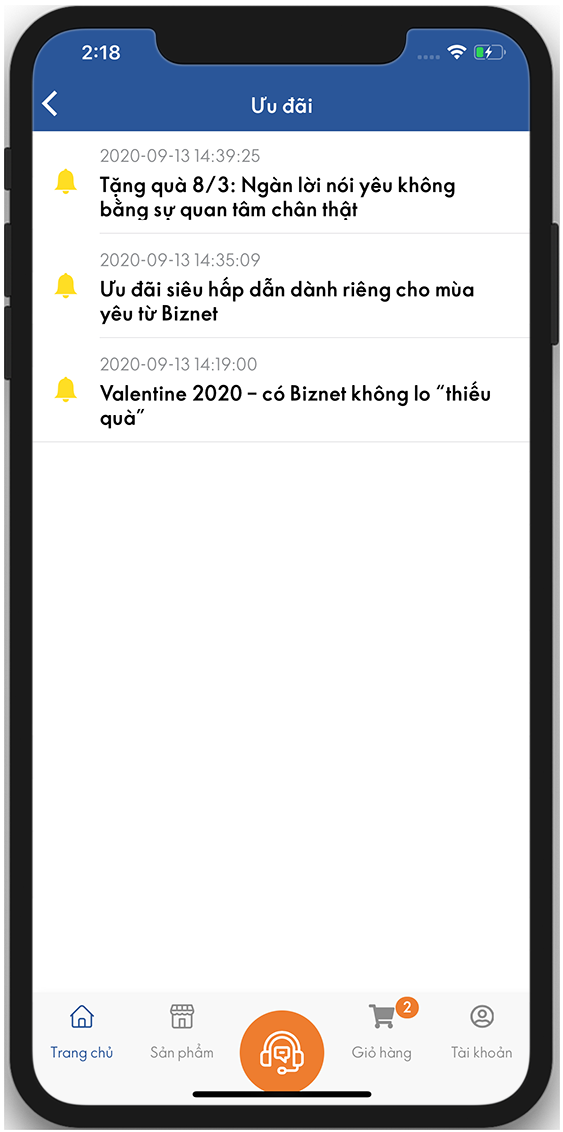 2:18
Ưu đãi
2020-09-13 14:39:25
Tặng quà 8/3: Ngàn lời nói yêu không
bằng sự quan tâm chân thật
2020-09-13 14:35:09
Ưu đãi siêu hấp dẫn dành riêng cho mùa
yêu từ Biznet
2020-09-13 14:19:00
Valentine 2020 – có Biznet không lo “thiếu
quà”
2
Trang chủ
Sản phẩm
Giỏ hàng
Tài khoản